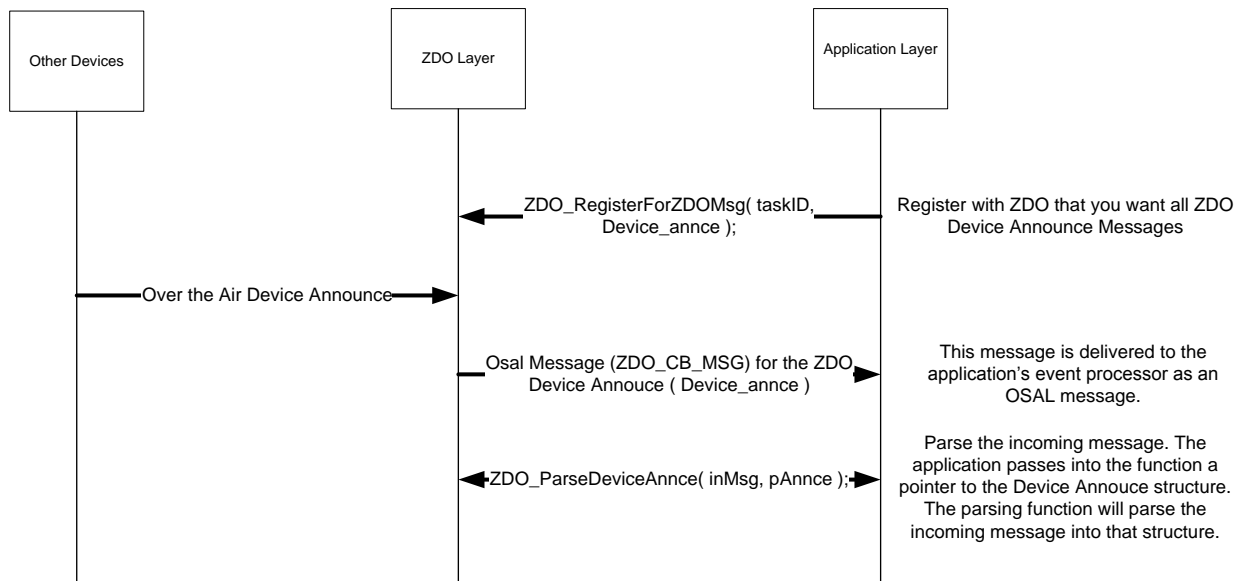 Other Devices
ZDO Layer
Application Layer
ZDO_RegisterForZDOMsg( taskID,
Device_annce );
Register with ZDO that you want all ZDO
Device Announce Messages
Over the Air Device Announce
Osal Message (ZDO_CB_MSG) for the ZDO
Device Annouce ( Device_annce )
This message is delivered to the
application’s event processor as an
OSAL message.
ZDO_ParseDeviceAnnce( inMsg, pAnnce );
Parse the incoming message. The
application passes into the function a
pointer to the Device Annouce structure.
The parsing function will parse the
incoming message into that structure.